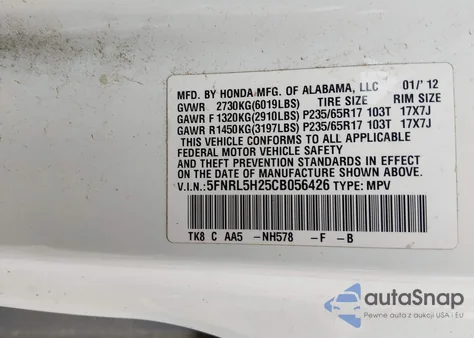 MFD. BY HONDA MFG. OF ALABAMA, LLC 01/'12
GVWR 2730KG(6019LBS) TIRE SIZE RIM SIZE
GAWR F 1320KG(2910LBS) P235/65R17 103T 17X7J
GAWR R1450KG(3197LBS) P235/65R17 103T 17X7J
THIS VEHICLE CONFORMS TO ALL APPLICABLE
FEDERAL MOTOR VEHICLE SAFETY AND
THEFT PREVENTION STANDARDS IN EFFECT ON
THE DATE OF MANUFACTURE SHOWN ABOVE.
V.I.N.:5FNRL5H25CB056426 TYPE: MPV
TK8 C AA5 -NH578 -F -B
autoSnap
Pewne auta z aukcji USA i EU